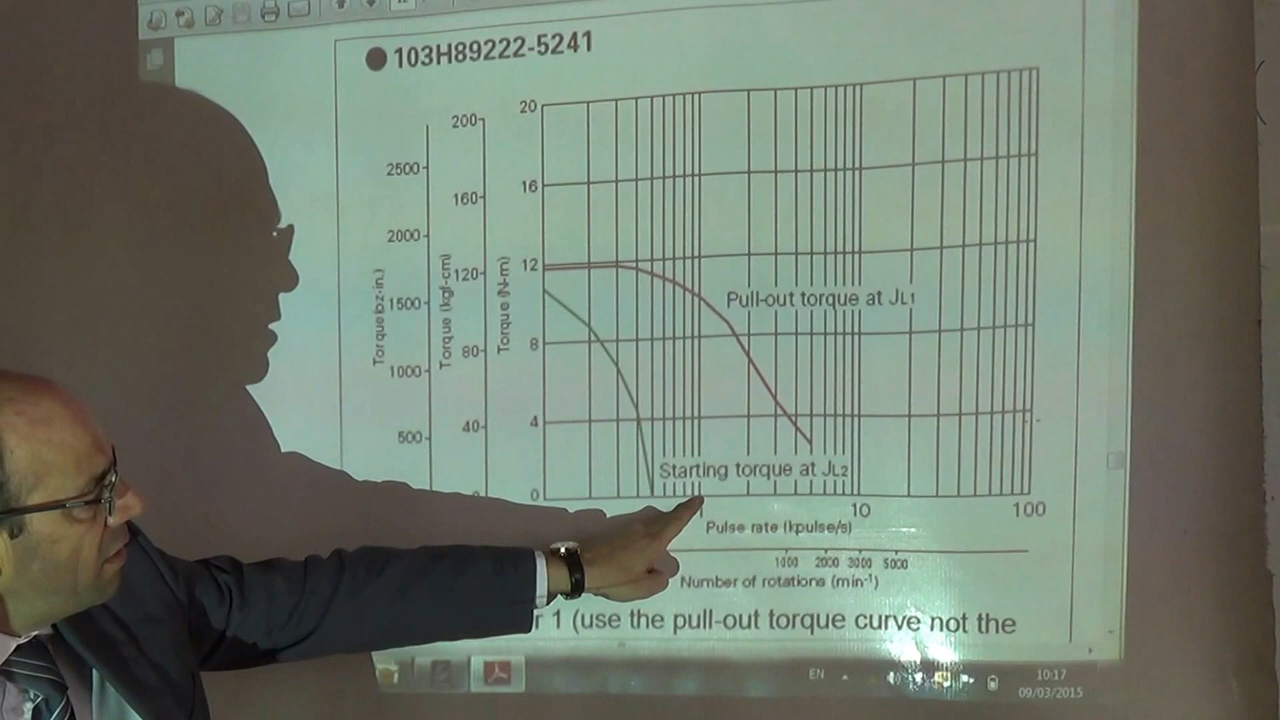 103H89222-5241
200 20
2500
160 16
2000
120 12
1500
80 8
1000
40 4
500
0 0
Torque (kgf-cm)
Torque (N-m)
Pull-out torque at JL1
Starting torque at JL2
1 10 100
Pulse rate (kpulse/s)
1000 2000 3000 5000
Number of rotations (min-1)
r 1 (use the pull-out torque curve not the
EN
10:17
09/03/2015